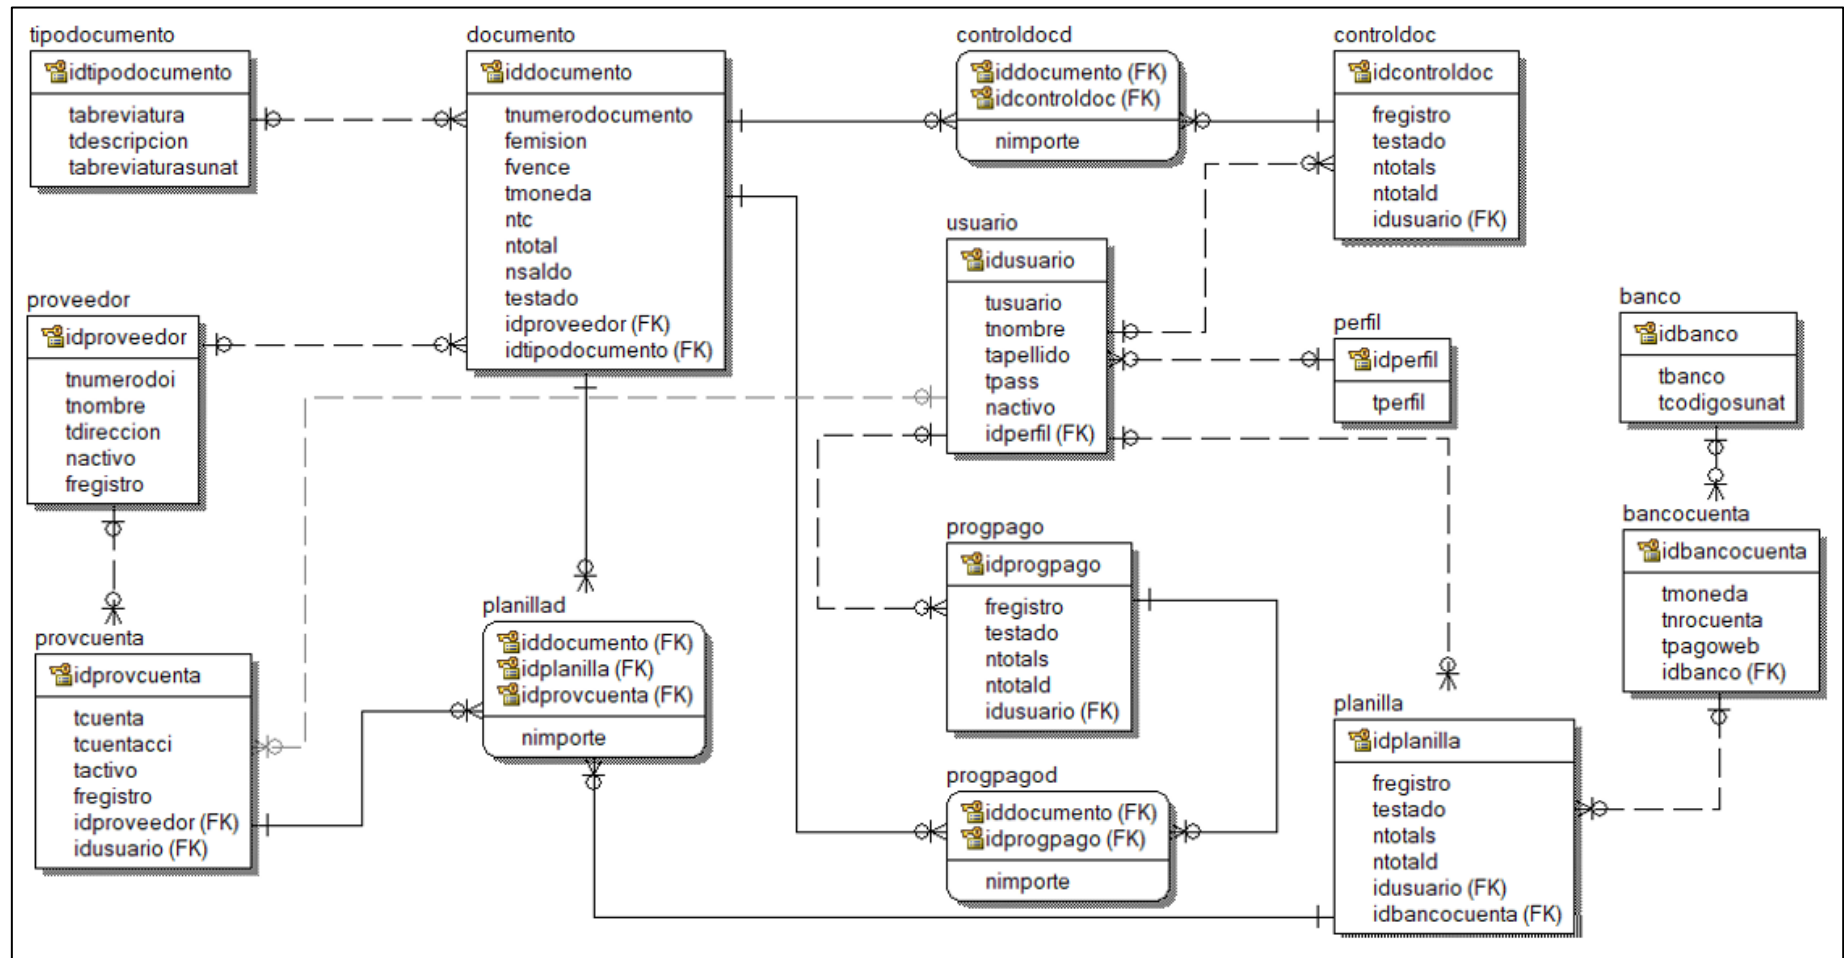 tipodocumento
idtipodocumento
tabreviatura
tdescripcion
tabreviaturasunat
documento
iddocumento
tnumerodocumento
femision
fvence
tmoneda
ntc
ntotal
nsaldo
testado
idproveedor (FK)
idtipodocumento (FK)
controldocd
iddocumento (FK)
idcontroldoc (FK)
nimporte
controldoc
idcontroldoc
fregistro
testado
ntotals
ntotald
idusuario (FK)
usuario
idusuario
tusuario
tnombre
tapellido
tpass
nactivo
idperfil (FK)
perfil
idperfil
tperfil
banco
idbanco
tbanco
tcodigosunat
proveedor
idproveedor
tnumerodoi
tnombre
tdireccion
nactivo
fregistro
bancocuenta
idbancocuenta
tmoneda
tnrocuenta
tpagoweb
idbanco (FK)
progpago
idprogpago
fregistro
testado
ntotals
ntotald
idusuario (FK)
planillad
iddocumento (FK)
idplanilla (FK)
idprovcuenta (FK)
nimporte
provcuenta
idprovcuenta
tcuenta
tcuentacci
tactivo
fregistro
idproveedor (FK)
idusuario (FK)
progpagod
iddocumento (FK)
idprogpago (FK)
nimporte
planilla
idplanilla
fregistro
testado
ntotals
ntotald
idusuario (FK)
idbancocuenta (FK)